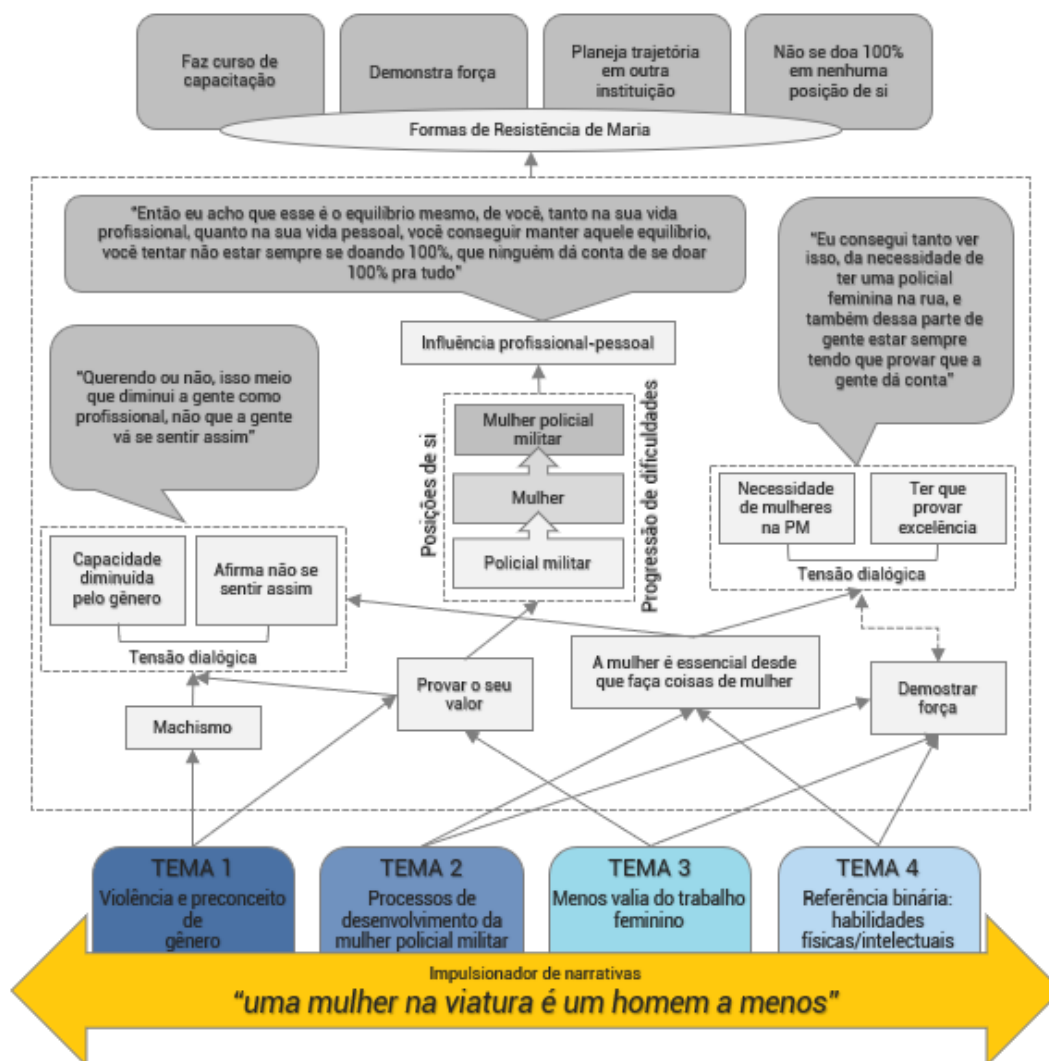 Faz curso de
capacitação
Demonstra força
Planeja trajetória
em outra
instituição
Não se doa 100%
em nenhuma
posição de si
Formas de Resistência de Maria
“Então eu acho que esse é o equilíbrio mesmo, de você, tanto na sua vida
profissional, quanto na sua vida pessoal, você conseguir manter aquele equilíbrio,
você tentar não estar sempre se doando 100%, que ninguém dá conta de se doar
100% pra tudo”
“Eu consegui tanto ver
isso, da necessidade de
ter uma policial
feminina na rua, e
também dessa parte de
gente estar sempre
tendo que provar que a
gente dá conta”
Influência profissional-pessoal
“Querendo ou não, isso meio
que diminui a gente como
profissional, não que a gente
vá se sentir assim”
Posições de si
Mulher policial
militar
Mulher
Policial militar
Progressão de dificuldades
Necessidade
de mulheres
na PM
Ter que
provar
excelência
Tensão dialógica
Capacidade
diminuída
pelo gênero
Afirma não se
sentir assim
Tensão dialógica
Machismo
Provar o seu
valor
A mulher é essencial desde
que faça coisas de mulher
Demostrar
força
TEMA 1
Violência e preconceito
de
gênero
TEMA 2
Processos de
desenvolvimento da
mulher policial militar
TEMA 3
Menos valia do trabalho
feminino
TEMA 4
Referência binária:
habilidades
físicas/intelectuais
Impulsionador de narrativas
“uma mulher na viatura é um homem a menos”